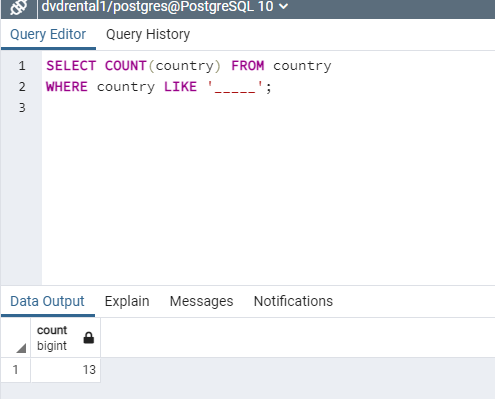 dvdrental1/postgres@PostgreSQL 10
Query Editor Query History
1 SELECT COUNT(country) FROM country
2 WHERE country LIKE '_____';
3
Data Output Explain Messages Notifications
count
bigint
1 13